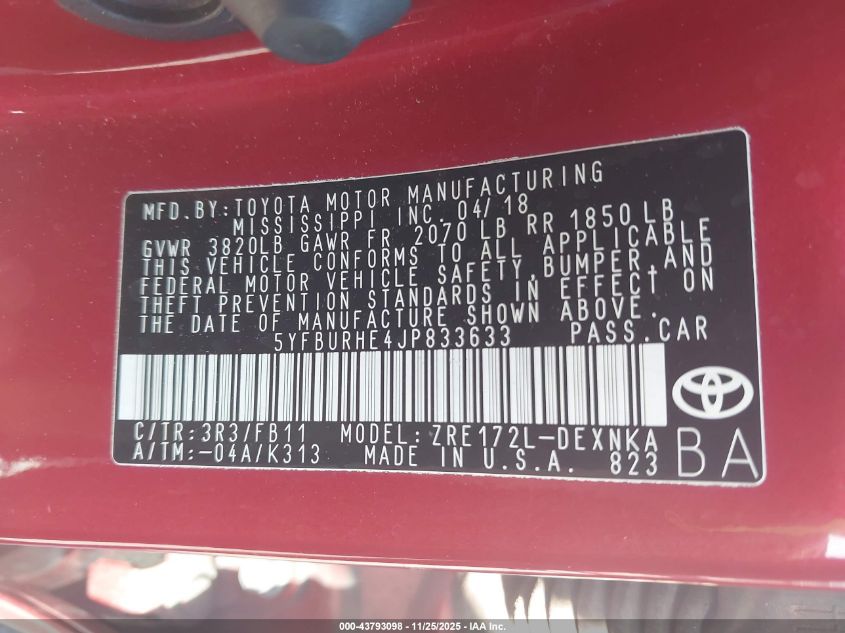 MFD. BY: TOYOTA MOTOR MANUFACTURING
MISSISSIPPI INC. 04/18
GVWR 3820LB GAWR FR 2070 LB RR 1850 LB
THIS VEHICLE CONFORMS TO ALL APPLICABLE
FEDERAL MOTOR VEHICLE SAFETY, BUMPER, AND
THEFT PREVENTION STANDARDS IN EFFECT ON
THE DATE OF MANUFACTURE SHOWN ABOVE.
5YFBURHE4JP833633 PASS. CAR
C/TR: 3R3/FB11 MODEL: ZRE172L-DEXNKA
A/TM: -04A/K313 MADE IN U.S.A. 823
BA
000-43793098 - 11/25/2025 - IAA Inc.